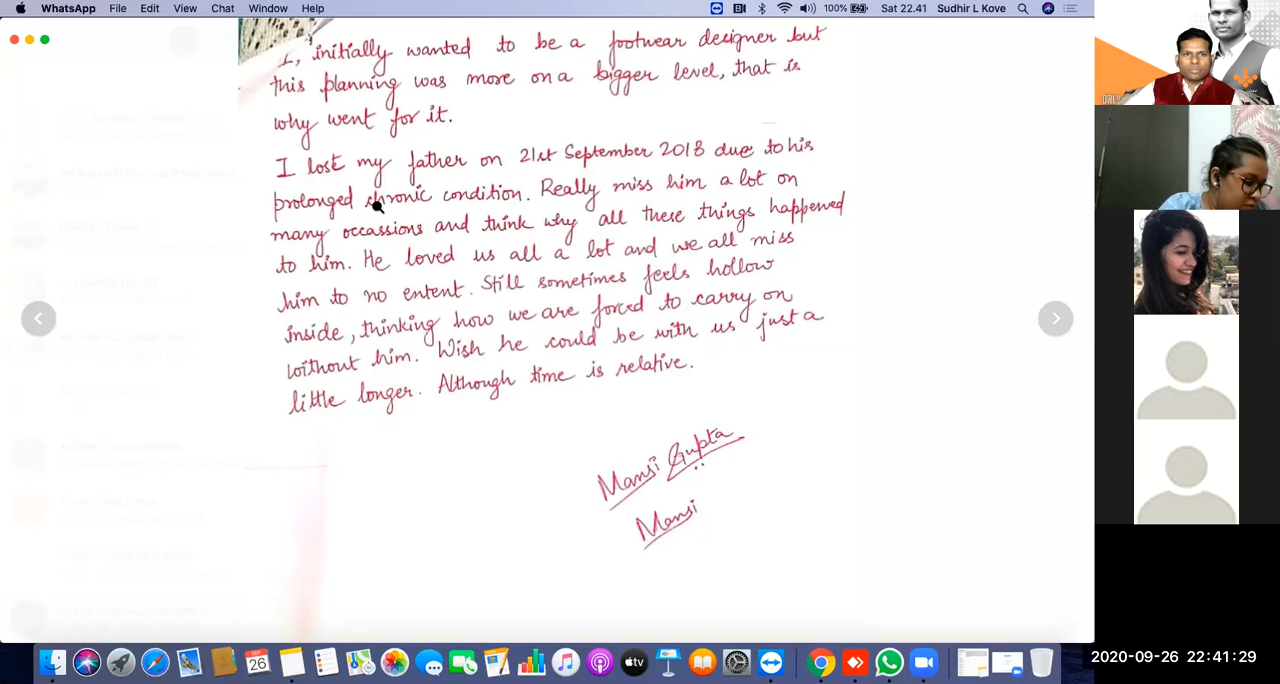 WhatsApp File Edit View Chat Window Help
100% Sat 22.41 Sudhir L Kove
I, initially wanted to be a footwear designer but
this planning was more on a bigger level, that is
why went for it.
I lost my father on 21st September 2018 due to his
prolonged chronic condition. Really miss him a lot on
many occassions and think why all these things happened
to him. He loved us all a lot and we all miss
him to no entent. Still sometimes feels hollow
inside, thinking how we are forced to carry on
without him. Wish he could be with us just a
little longer. Although time is relative.
Mansi Gupta
Mansi
SEP
26
tv
2020-09-26 22:41:29